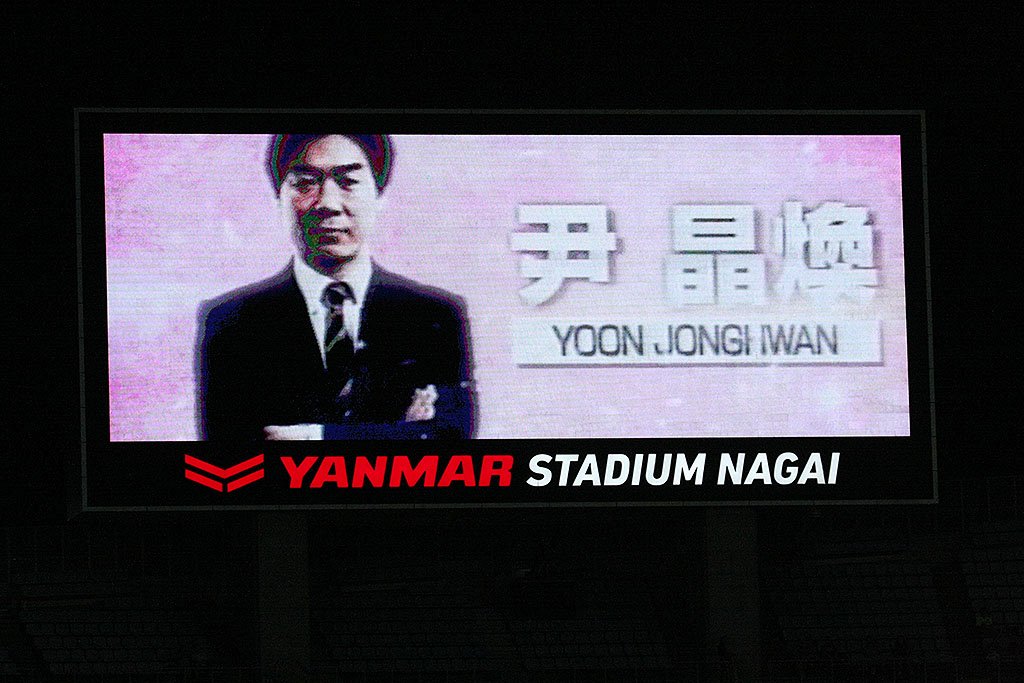 尹 晶煥
YOON JONGHWAN
YANMAR STADIUM NAGAI